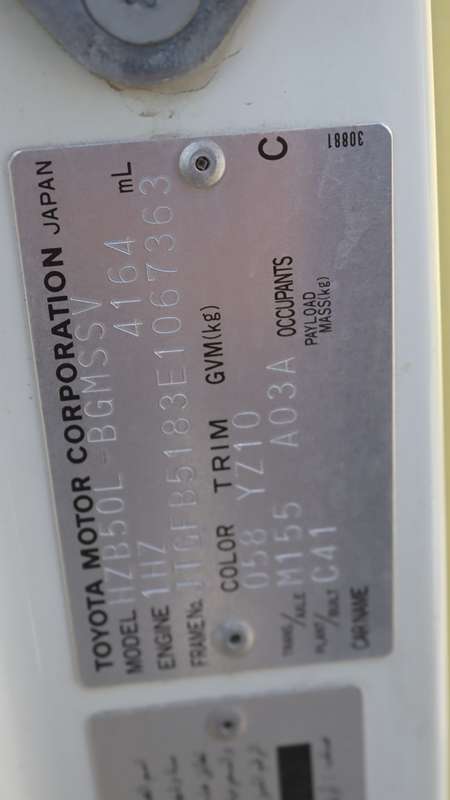 TOYOTA MOTOR CORPORATION JAPAN
MODEL HZB50L-BGMSSV
ENGINE 1HZ 4164 mL
FRAME No. JTGFB5183E1067363
COLOR TRIM GVM(kg)
058 YZ10 OCCUPANTS C
TRANS/AXLE M155 A03A PAYLOAD MASS(kg)
PLANT/BUILT C41
CAR NAME 30881